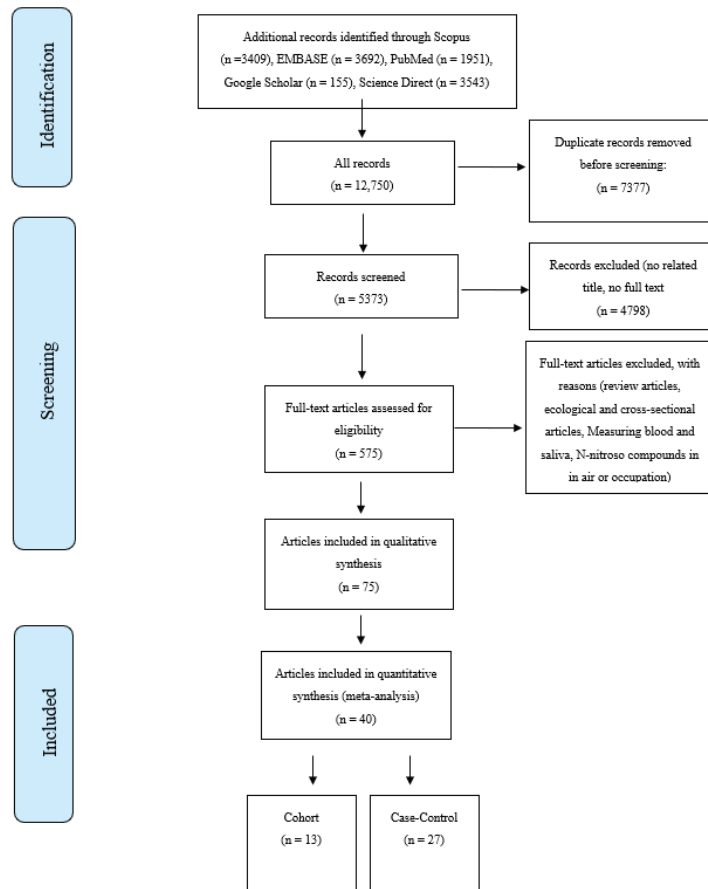 Identification
Additional records identified through Scopus
(n =3409), EMBASE (n = 3692), PubMed (n = 1951),
Google Scholar (n = 155), Science Direct (n = 3543)
All records
(n = 12,750)
Duplicate records removed
before screening:
(n = 7377)
Screening
Records screened
(n = 5373)
Records excluded (no related
title, no full text
(n = 4798)
Full-text articles assessed for
eligibility
(n = 575)
Full-text articles excluded, with
reasons (review articles,
ecological and cross-sectional
articles, Measuring blood and
saliva, N-nitroso compounds in
in air or occupation)
Articles included in qualitative
synthesis
(n = 75)
Included
Articles included in quantitative
synthesis (meta-analysis)
(n = 40)
Cohort
(n = 13)
Case-Control
(n = 27)